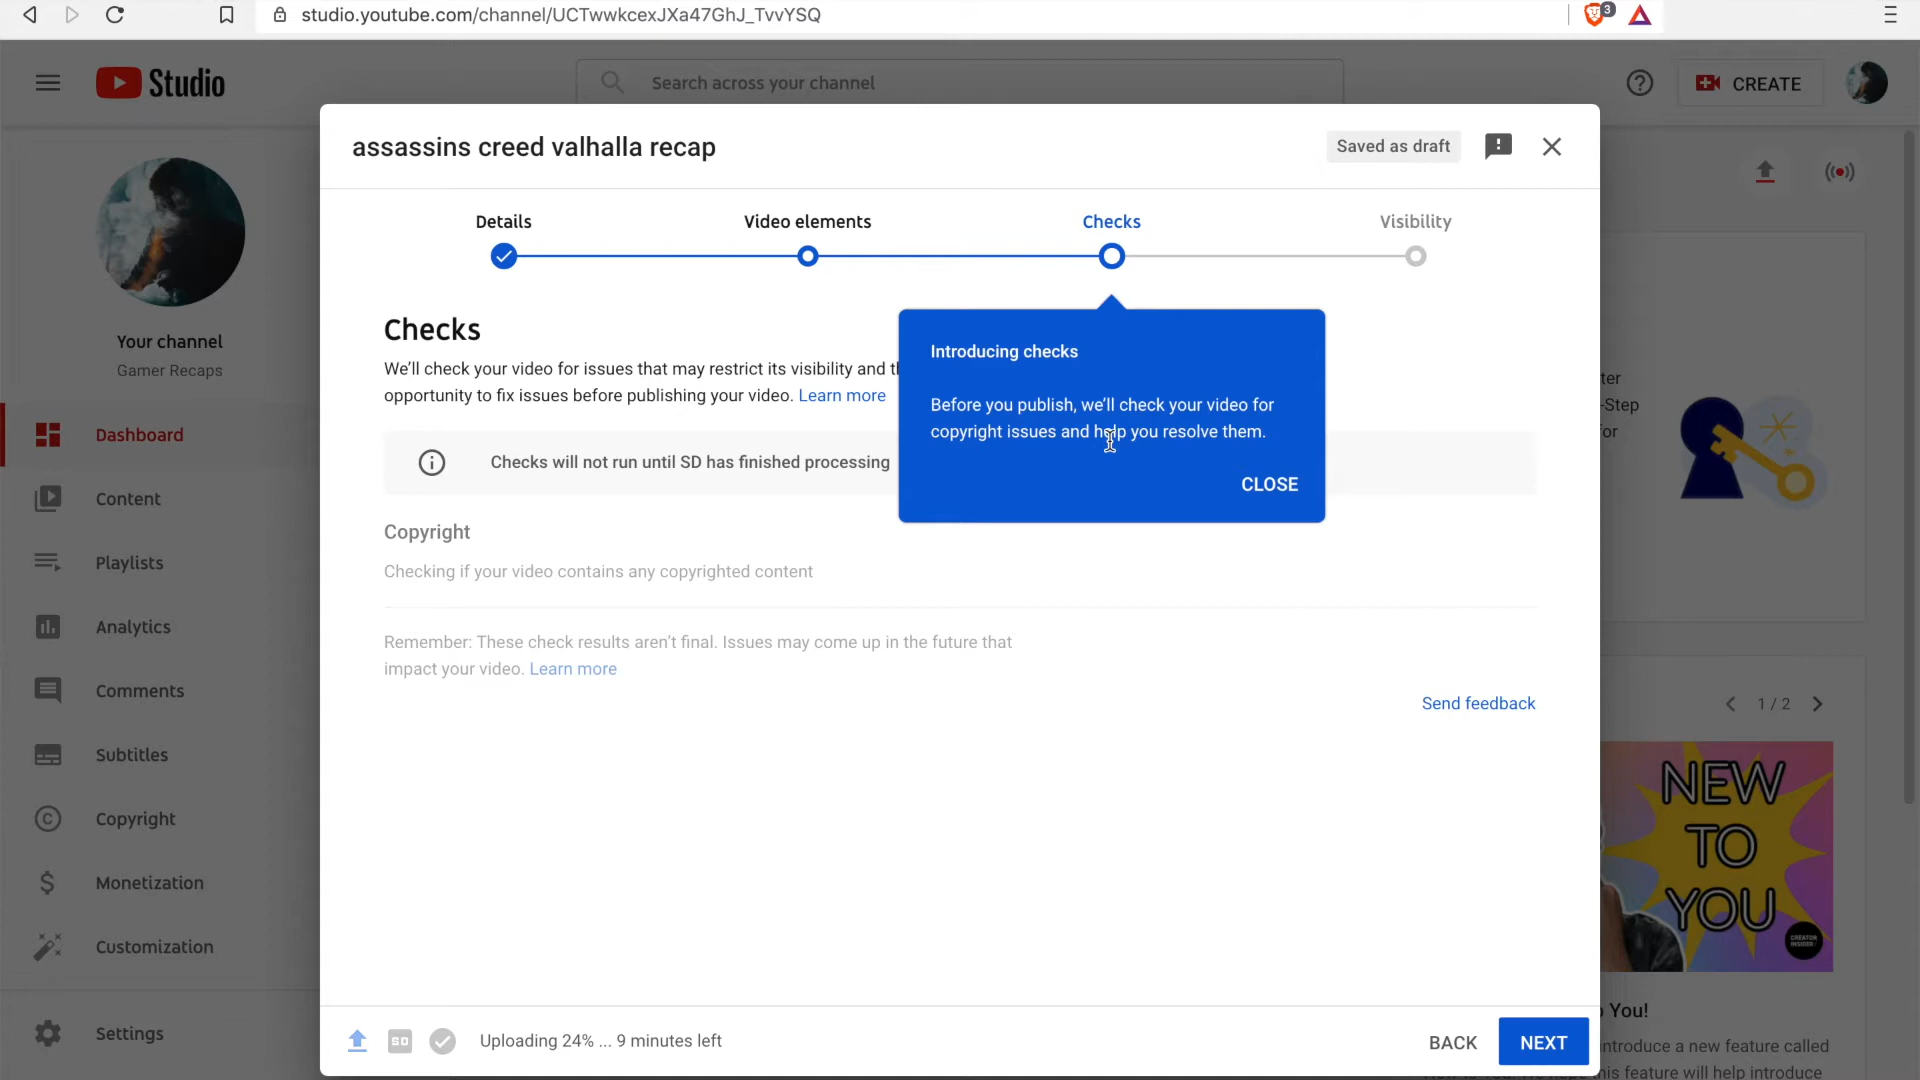 studio.youtube.com/channel/UCTwwkcexJXa47GhJ_TvvYSQ
3
Studio
Search across your channel
CREATE
assassins creed valhalla recap
Saved as draft
Details
Video elements
Checks
Visibility
Your channel
Gamer Recaps
Dashboard
Content
Playlists
Analytics
Comments
Subtitles
Copyright
Monetization
Customization
Settings
Checks
We'll check your video for issues that may restrict its visibility and
opportunity to fix issues before publishing your video. Learn more
Introducing checks
Before you publish, we'll check your video for
copyright issues and help you resolve them.
CLOSE
Checks will not run until SD has finished processing
Copyright
Checking if your video contains any copyrighted content
Remember: These check results aren't final. Issues may come up in the future that
impact your video. Learn more
Send feedback
-Step
1 / 2
NEW
TO
YOU
CREATOR
INSIDER
You!
introduce a new feature called
this feature will help introduce
SD
Uploading 24% ... 9 minutes left
BACK
NEXT